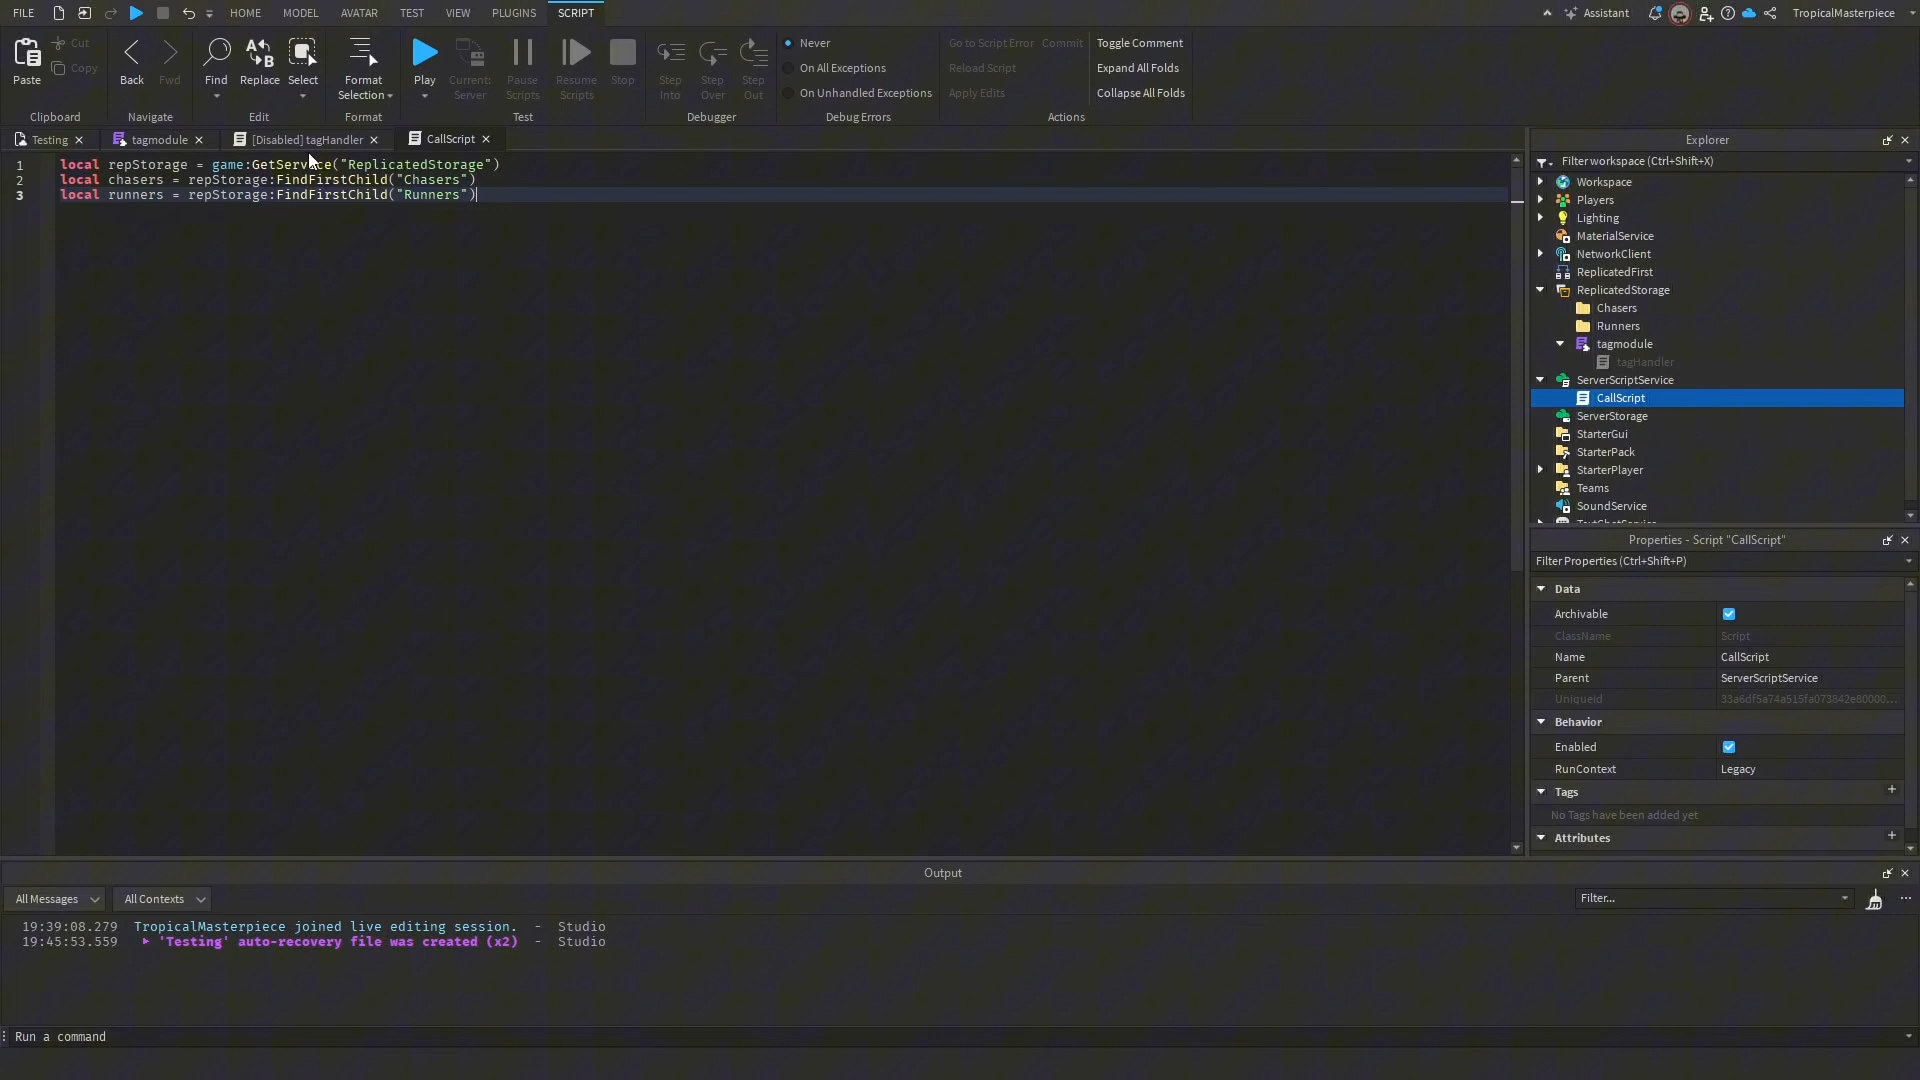 FILE HOME MODEL AVATAR TEST VIEW PLUGINS SCRIPT Assistant TropicalMasterpiece
Paste Cut Copy Back Fwd Find Replace Select Format Selection Play Current: Server Pause Scripts Resume Scripts Stop Step Into Step Over Step Out
Never
On All Exceptions
On Unhandled Exceptions
Go to Script Error Commit
Reload Script
Apply Edits
Toggle Comment
Expand All Folds
Collapse All Folds
Clipboard Navigate Edit Format Test Debugger Debug Errors Actions
Testing tagmodule [Disabled] tagHandler CallScript
1 local repStorage = game:GetService("ReplicatedStorage")
2 local chasers = repStorage:FindFirstChild("Chasers")
3 local runners = repStorage:FindFirstChild("Runners")
Explorer
Filter workspace (Ctrl+Shift+X)
Workspace
Players
Lighting
MaterialService
NetworkClient
ReplicatedFirst
ReplicatedStorage
Chasers
Runners
tagmodule
tagHandler
ServerScriptService
CallScript
ServerStorage
StarterGui
StarterPack
StarterPlayer
Teams
SoundService
Properties - Script "CallScript"
Filter Properties (Ctrl+Shift+P)
Data
Archivable
ClassName Script
Name CallScript
Parent ServerScriptService
UniqueId 33a6df5a74a515fa073842e80000...
Behavior
Enabled
RunContext Legacy
Tags +
No Tags have been added yet
Attributes +
Output
All Messages All Contexts Filter... ...
19:39:08.279 TropicalMasterpiece joined live editing session. - Studio
19:45:53.559 'Testing' auto-recovery file was created (x2) - Studio
Run a command